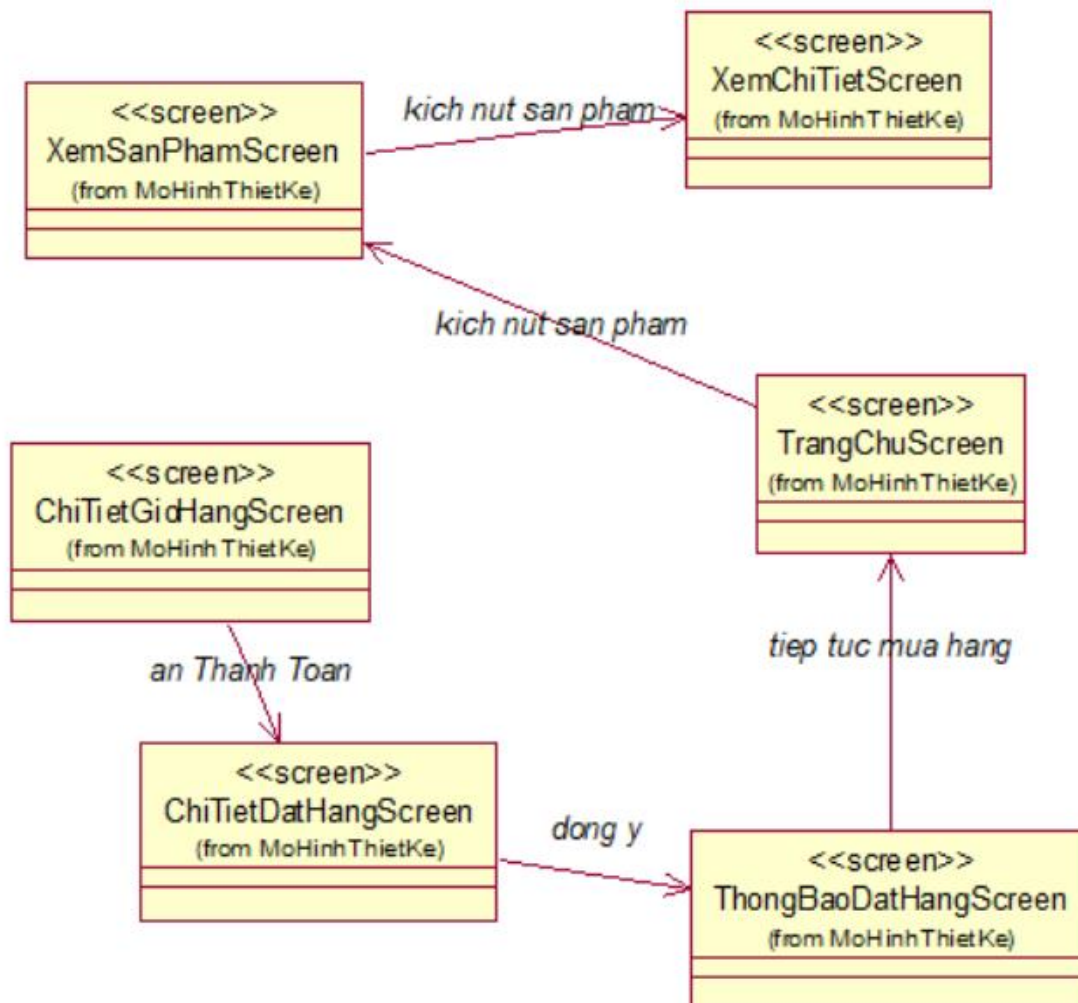 <<screen>>
XemChiTietScreen
(from MoHinhThietKe)
<<screen>>
XemSanPhamScreen
(from MoHinhThietKe)
kich nut san pham
kich nut san pham
<<screen>>
TrangChuScreen
(from MoHinhThietKe)
<<screen>>
ChiTietGioHangScreen
(from MoHinhThietKe)
tiep tuc mua hang
an Thanh Toan
<<screen>>
ChiTietDatHangScreen
(from MoHinhThietKe)
dong y
<<screen>>
ThongBaoDatHangScreen
(from MoHinhThietKe)